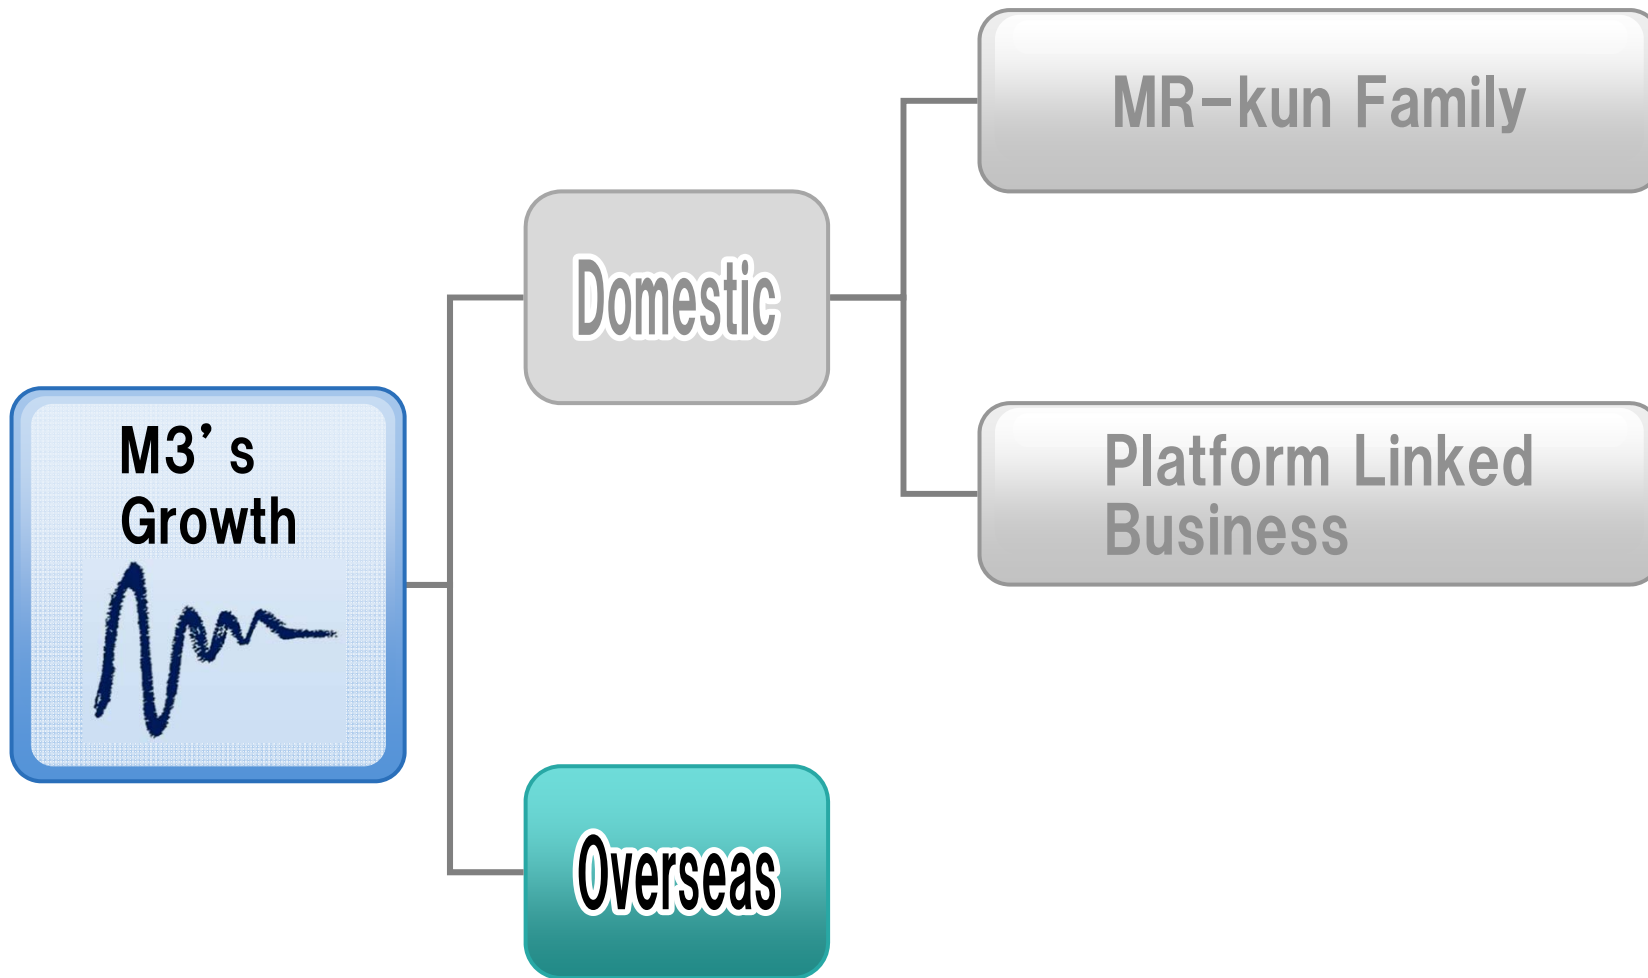 MR-kun Family
Domestic
M3's
Growth
Platform Linked
Business
Overseas